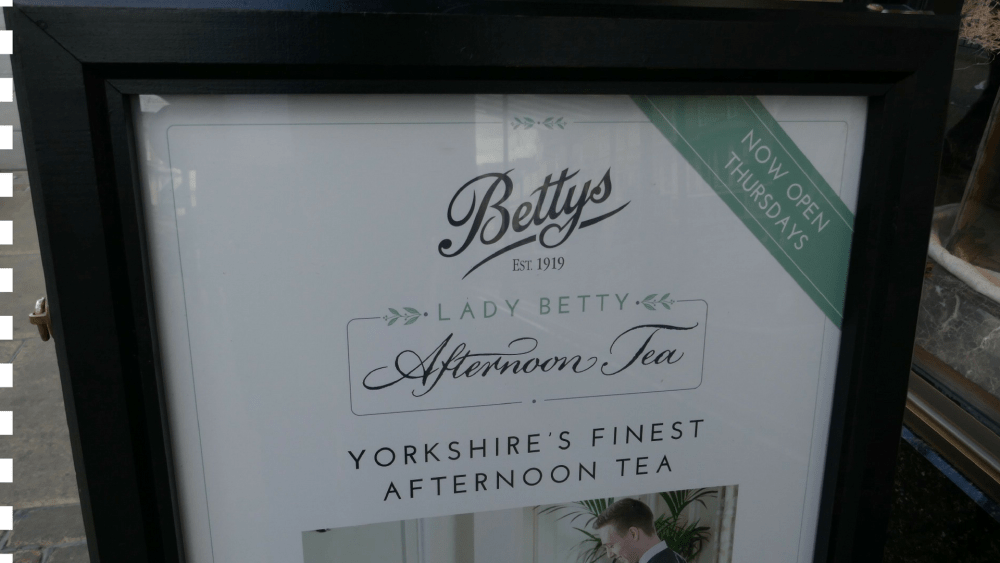 NOW OPEN
THURSDAYS
Bettys
EST. 1919
LADY BETTY
Afternoon Tea
YORKSHIRE'S FINEST
AFTERNOON TEA